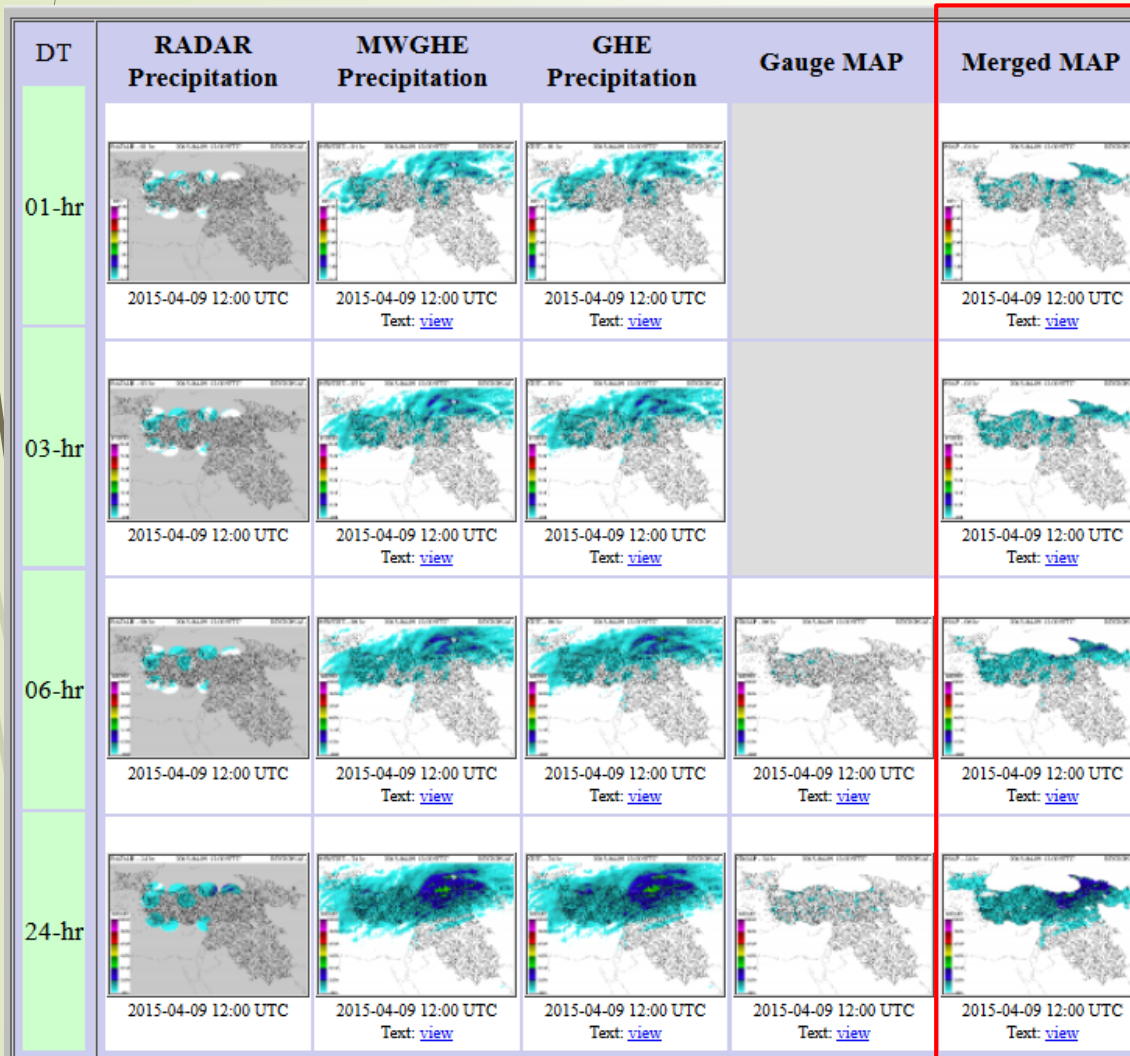 DT
RADAR
Precipitation
MWGHE
Precipitation
GHE
Precipitation
Gauge MAP
Merged MAP
01-hr
2015-04-09 12:00 UTC
2015-04-09 12:00 UTC
Text: view
2015-04-09 12:00 UTC
Text: view
2015-04-09 12:00 UTC
Text: view
03-hr
2015-04-09 12:00 UTC
2015-04-09 12:00 UTC
Text: view
2015-04-09 12:00 UTC
Text: view
2015-04-09 12:00 UTC
Text: view
06-hr
2015-04-09 12:00 UTC
2015-04-09 12:00 UTC
Text: view
2015-04-09 12:00 UTC
Text: view
2015-04-09 12:00 UTC
Text: view
2015-04-09 12:00 UTC
Text: view
24-hr
2015-04-09 12:00 UTC
2015-04-09 12:00 UTC
Text: view
2015-04-09 12:00 UTC
Text: view
2015-04-09 12:00 UTC
Text: view
2015-04-09 12:00 UTC
Text: view